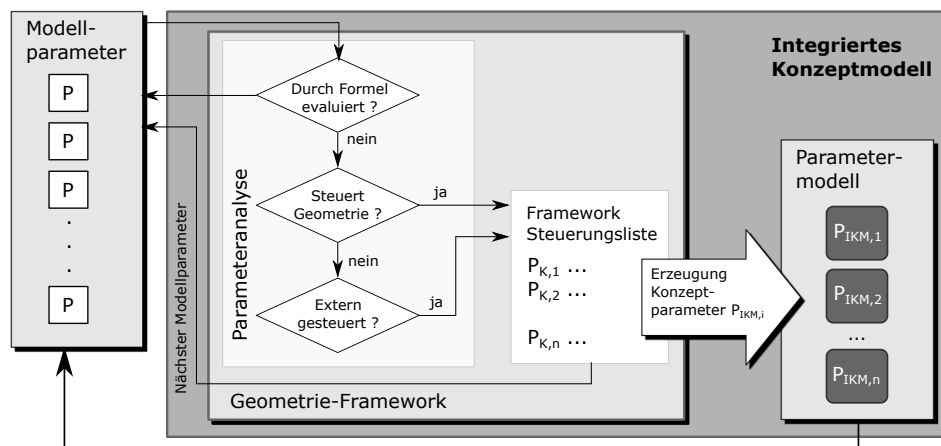 Modell-
parameter
P
P
P
.
.
.
P
Nächster Modellparameter
Parameteranalyse
Durch Formel
evaluiert ?
nein
Steuert
Geometrie ?
ja
nein
Extern
gesteuert ?
ja
Framework
Steuerungsliste
P_K,1 ...
P_K,2 ...
P_K,n ...
Geometrie-Framework
Erzeugung
Konzept-
parameter P_IKM,i
Integriertes
Konzeptmodell
Parameter-
modell
P_IKM,1
P_IKM,2
...
P_IKM,n